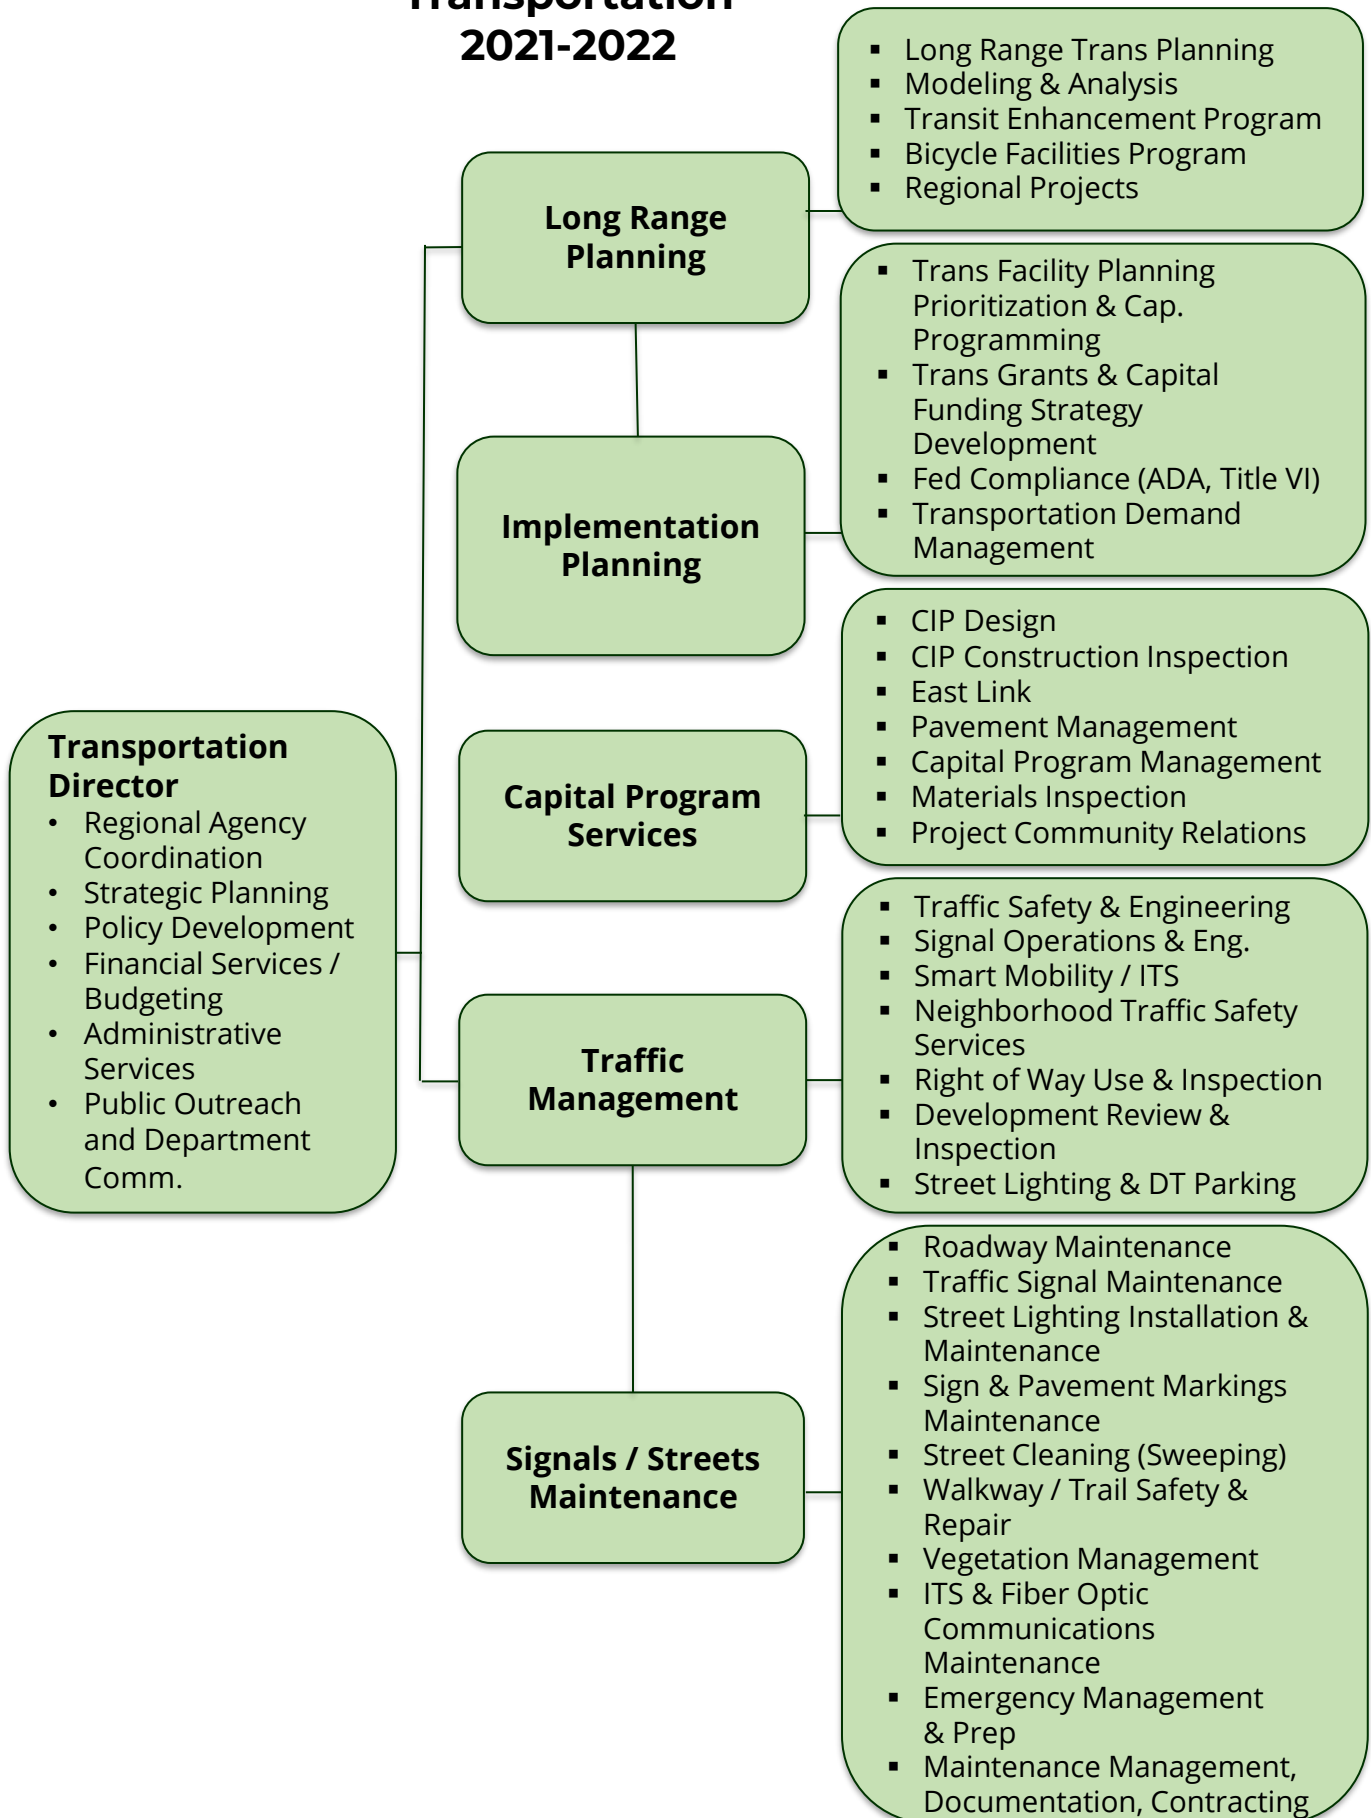 Transportation
2021-2022
Long Range Trans Planning
Modeling & Analysis
Transit Enhancement Program
Bicycle Facilities Program
Regional Projects
Long Range
Planning
Trans Facility Planning
Prioritization & Cap.
Programming
Trans Grants & Capital
Funding Strategy
Development
Fed Compliance (ADA, Title VI)
Transportation Demand
Management
Implementation
Planning
CIP Design
CIP Construction Inspection
East Link
Pavement Management
Capital Program Management
Materials Inspection
Project Community Relations
Capital Program
Services
Transportation
Director
Regional Agency
Coordination
Strategic Planning
Policy Development
Financial Services /
Budgeting
Administrative
Services
Public Outreach
and Department
Comm.
Traffic Safety & Engineering
Signal Operations & Eng.
Smart Mobility / ITS
Neighborhood Traffic Safety
Services
Right of Way Use & Inspection
Development Review &
Inspection
Street Lighting & DT Parking
Traffic
Management
Roadway Maintenance
Traffic Signal Maintenance
Street Lighting Installation &
Maintenance
Sign & Pavement Markings
Maintenance
Street Cleaning (Sweeping)
Walkway / Trail Safety &
Repair
Vegetation Management
ITS & Fiber Optic
Communications
Maintenance
Emergency Management
& Prep
Maintenance Management,
Documentation, Contracting
Signals / Streets
Maintenance